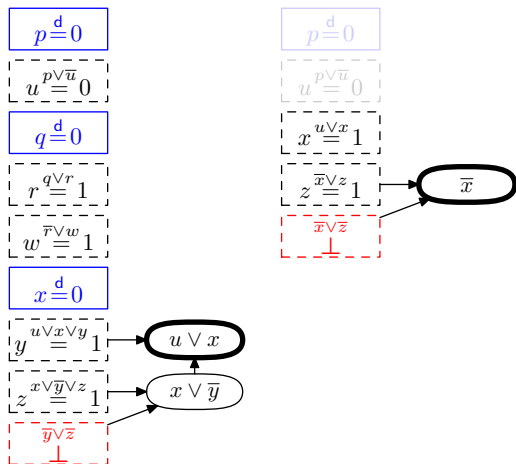 p =ᵈ 0
u =^{p∨u̅} 0
q =ᵈ 0
r =^{q∨r} 1
w =^{r̅∨w} 1
x =ᵈ 0
y =^{u∨x∨y} 1
u ∨ x
z =^{x∨y̅∨z} 1
x ∨ y̅
y̅∨z̅
⊥
p =ᵈ 0
u =^{p∨u̅} 0
x =^{u∨x} 1
z =^{x̅∨z} 1
x̅
x̅∨z̅
⊥